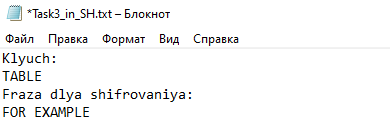 *Task3_in_SH.txt – Блокнот
Файл Правка Формат Вид Справка
Klyuch:
TABLE
Fraza dlya shifrovaniya:
FOR EXAMPLE